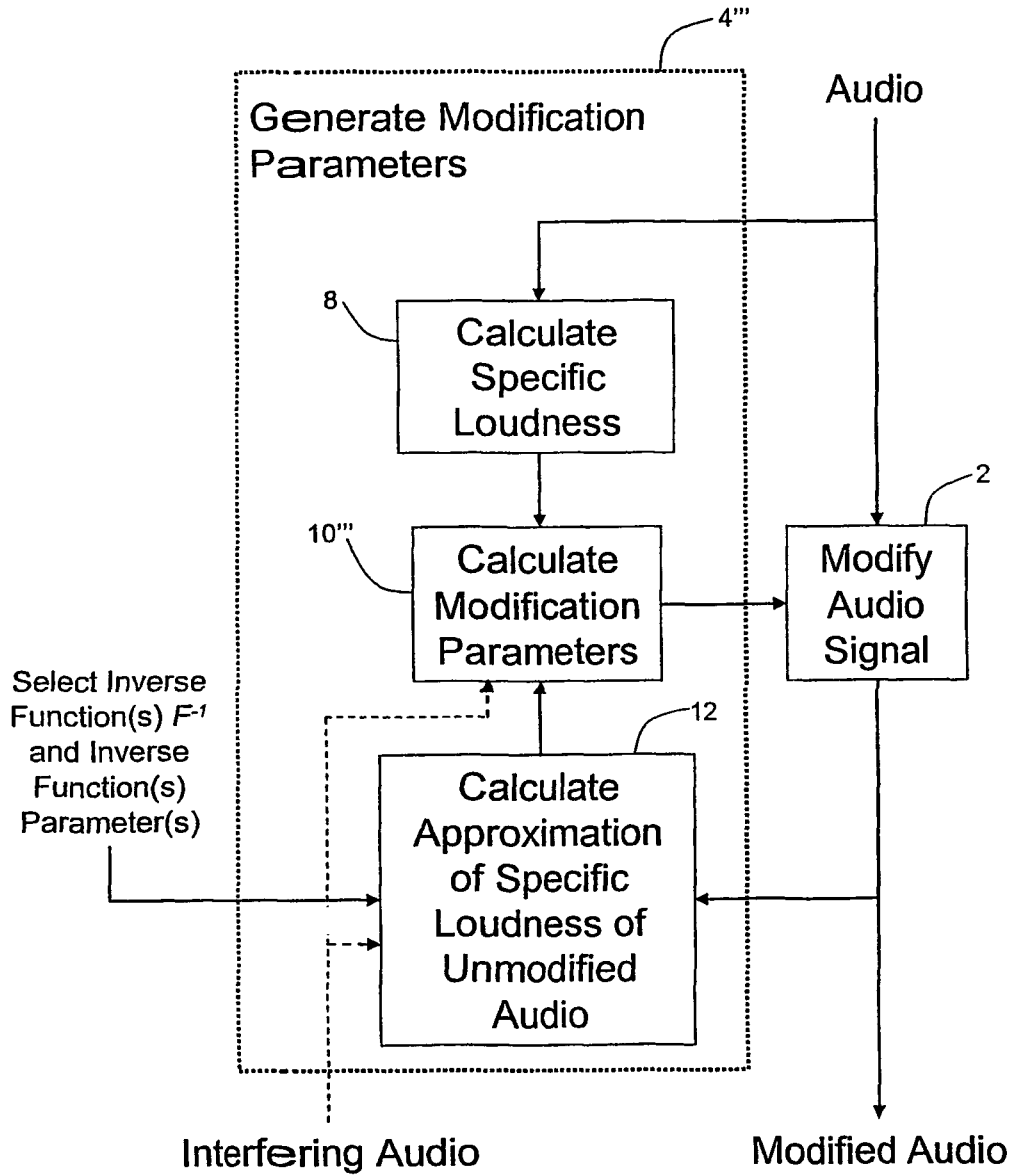 4'''
Audio
Generate Modification
Parameters
8
Calculate
Specific
Loudness
2
10'''
Calculate
Modification
Parameters
Modify
Audio
Signal
Select Inverse
Function(s) F-1
and Inverse
Function(s)
Parameter(s)
12
Calculate
Approximation
of Specific
Loudness of
Unmodified
Audio
Interfering Audio
Modified Audio